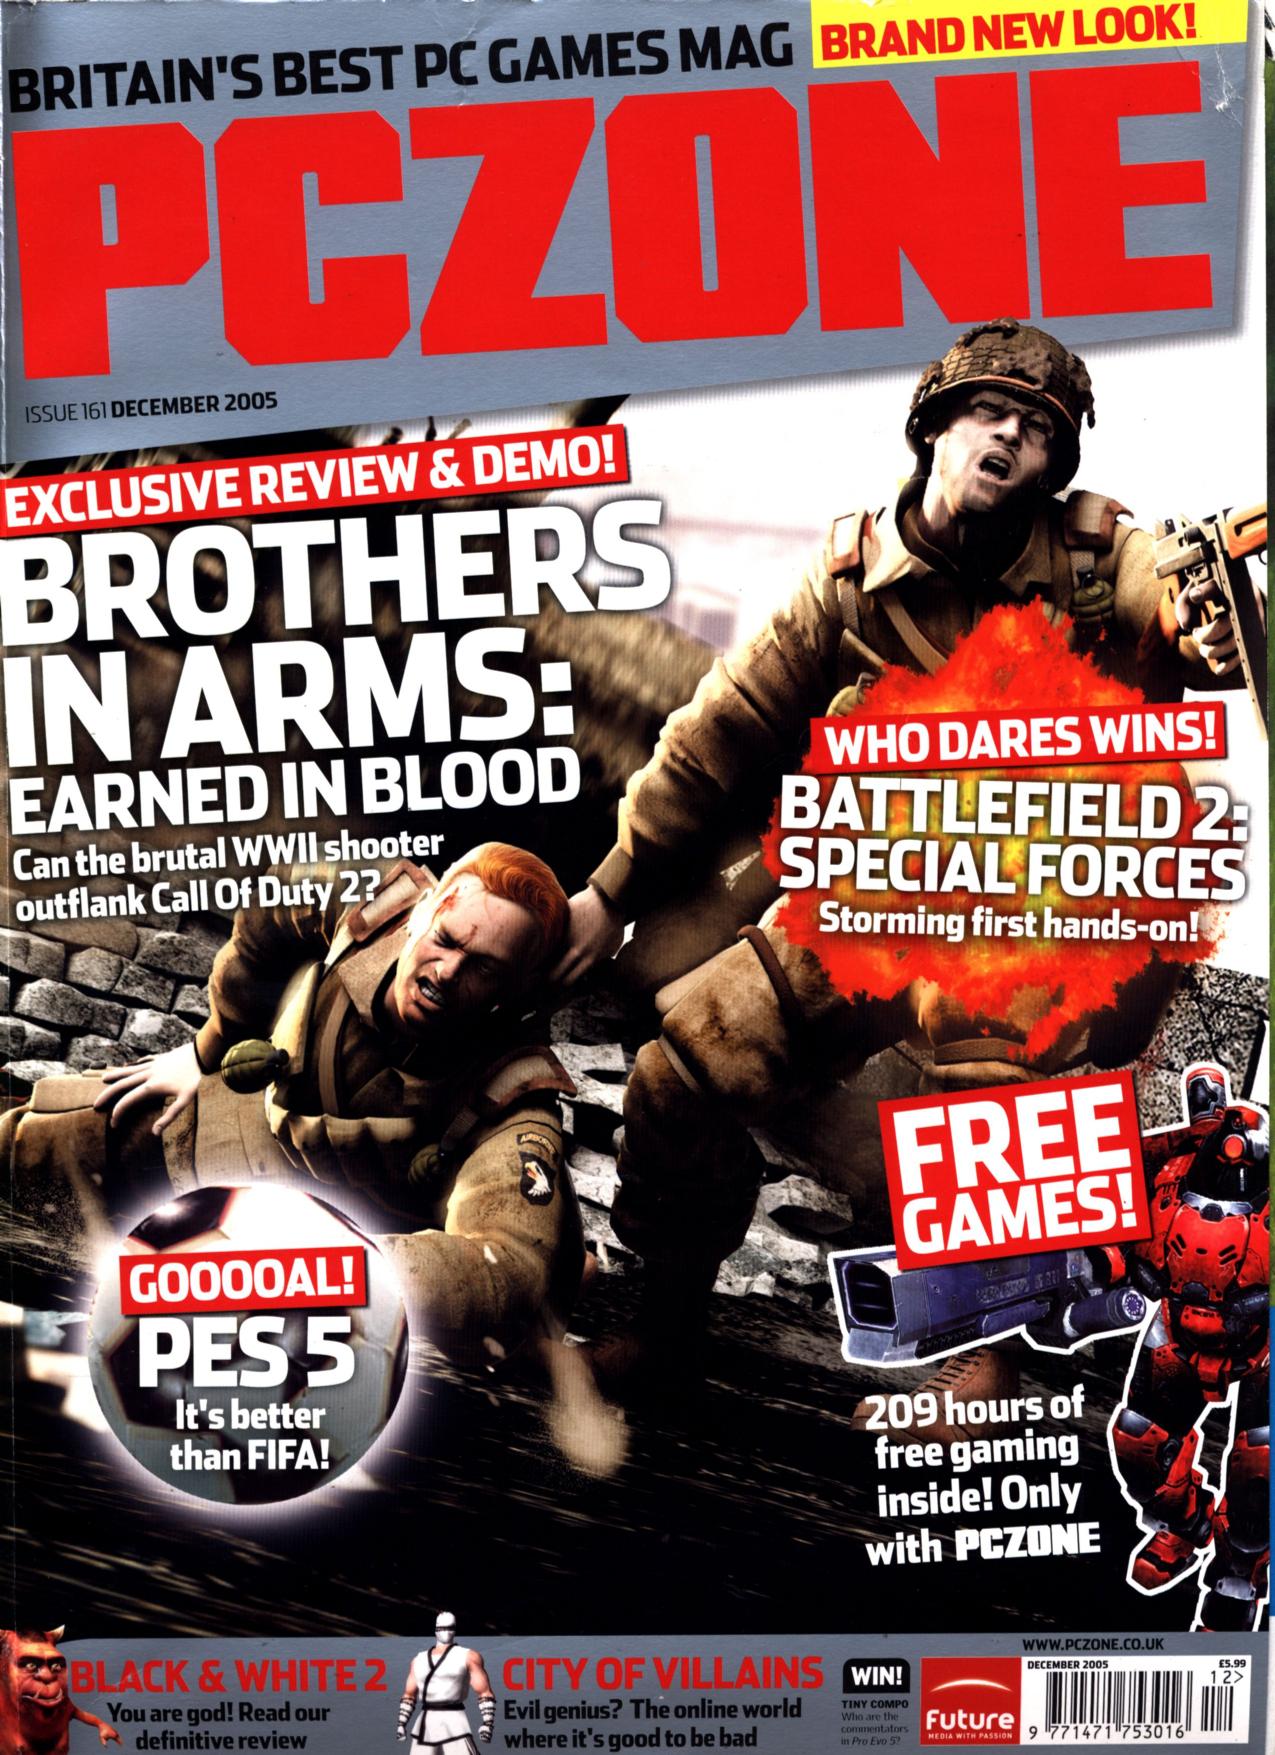 BRITAIN'S BEST PC GAMES MAG
BRAND NEW LOOK!
PCZONE
ISSUE 161 DECEMBER 2005
EXCLUSIVE REVIEW & DEMO!
BROTHERS
IN ARMS:
EARNED IN BLOOD
Can the brutal WWII shooter
outflank Call Of Duty 2?
WHO DARES WINS!
BATTLEFIELD 2:
SPECIAL FORCES
Storming first hands-on!
AIRBORNE
FREE
GAMES!
209 hours of
free gaming
inside! Only
with PCZONE
GOOOOAL!
PES 5
It's better
than FIFA!
BLACK & WHITE 2
You are god! Read our
definitive review
CITY OF VILLAINS
Evil genius? The online world
where it's good to be bad
WIN!
TINY COMPO
Who are the
commentators
in Pro Evo 5?
Future
MEDIA WITH PASSION
WWW.PCZONE.CO.UK
DECEMBER 2005
£5.99
12>
9 771471 753016